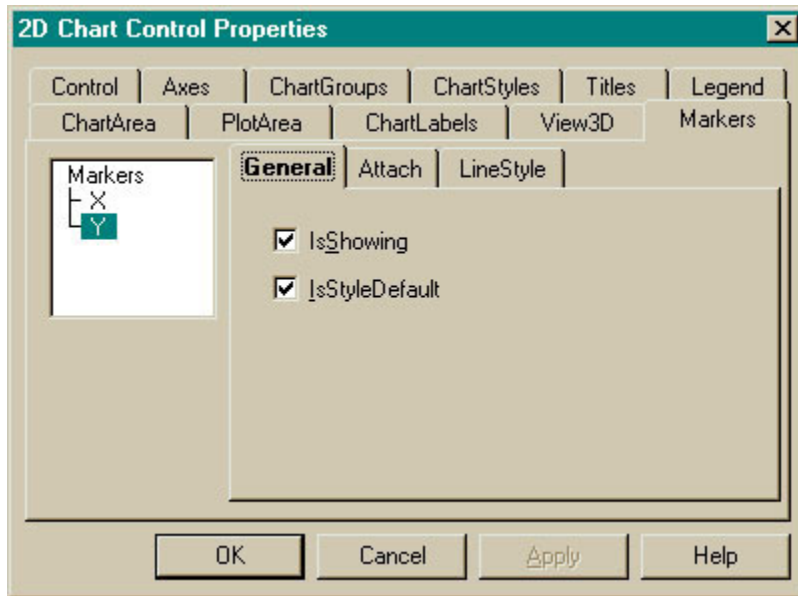 2D Chart Control Properties
Control Axes ChartGroups ChartStyles Titles Legend
ChartArea PlotArea ChartLabels View3D Markers
Markers
X
Y
General Attach LineStyle
IsShowing
IsStyleDefault
OK Cancel Apply Help